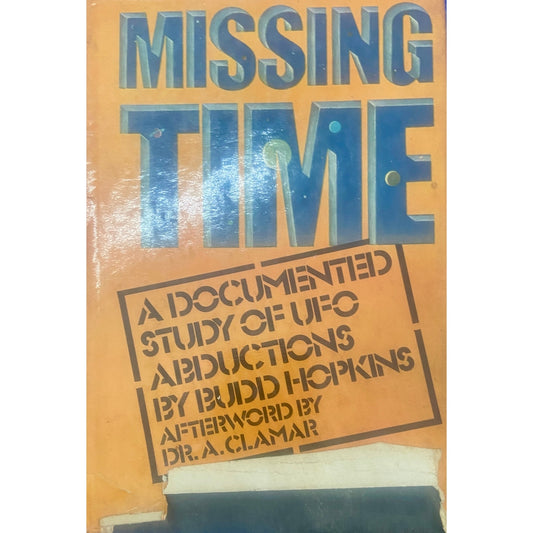 MISSING
TIME
A DOCUMENTED
STUDY OF UFO
ABDUCTIONS
BY BUDD HOPKINS
AFTERWORD BY
DR. A. CLAMAR